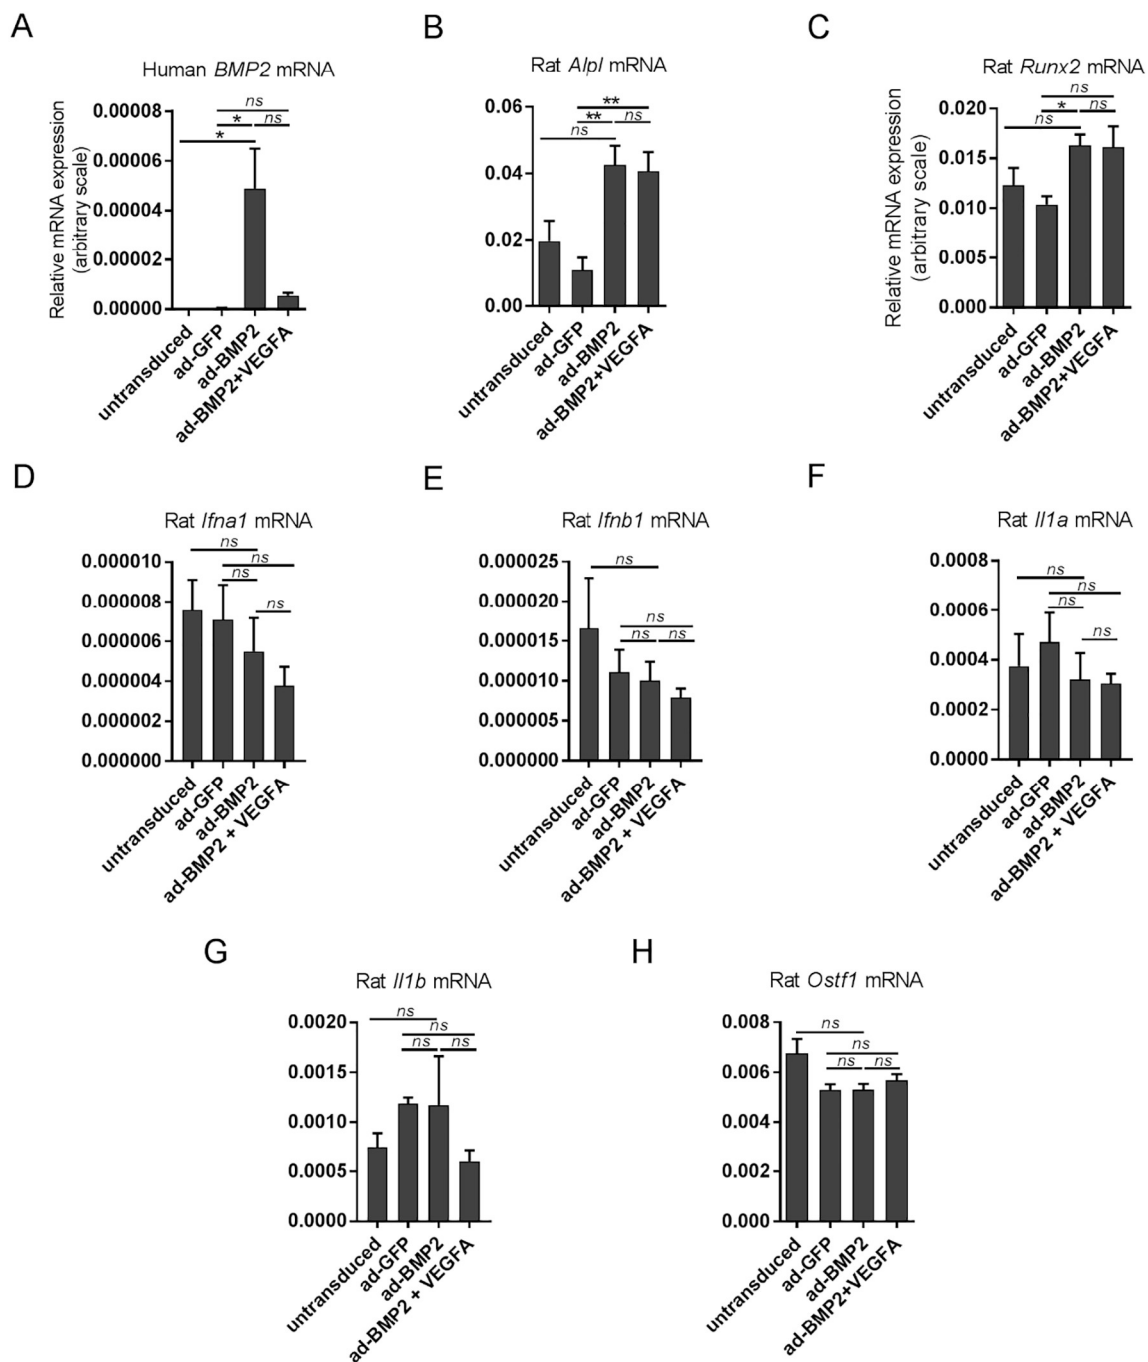 A
Human BMP2 mRNA
Relative mRNA expression
(arbitrary scale)
0.00008
0.00006
0.00004
0.00002
0.00000
ns
*
ns
*
untransduced
ad-GFP
ad-BMP2
ad-BMP2+VEGFA
B
Rat Alpl mRNA
0.06
0.04
0.02
0.00
**
**
ns
ns
untransduced
ad-GFP
ad-BMP2
ad-BMP2+VEGFA
C
Rat Runx2 mRNA
Relative mRNA expression
(arbitrary scale)
0.020
0.015
0.010
0.005
0.000
ns
*
ns
ns
untransduced
ad-GFP
ad-BMP2
ad-BMP2+VEGFA
D
Rat Ifna1 mRNA
0.000010
0.000008
0.000006
0.000004
0.000002
0.000000
ns
ns
ns
ns
untransduced
ad-GFP
ad-BMP2
ad-BMP2 + VEGFA
E
Rat Ifnb1 mRNA
0.000025
0.000020
0.000015
0.000010
0.000005
0.000000
ns
ns
ns
ns
untransduced
ad-GFP
ad-BMP2
ad-BMP2 + VEGFA
F
Rat Il1a mRNA
0.0008
0.0006
0.0004
0.0002
0.0000
ns
ns
ns
ns
untransduced
ad-GFP
ad-BMP2
ad-BMP2 + VEGFA
G
Rat Il1b mRNA
0.0020
0.0015
0.0010
0.0005
0.0000
ns
ns
ns
ns
untransduced
ad-GFP
ad-BMP2
ad-BMP2 + VEGFA
H
Rat Ostf1 mRNA
0.008
0.006
0.004
0.002
0.000
ns
ns
ns
ns
untransduced
ad-GFP
ad-BMP2
ad-BMP2+VEGFA